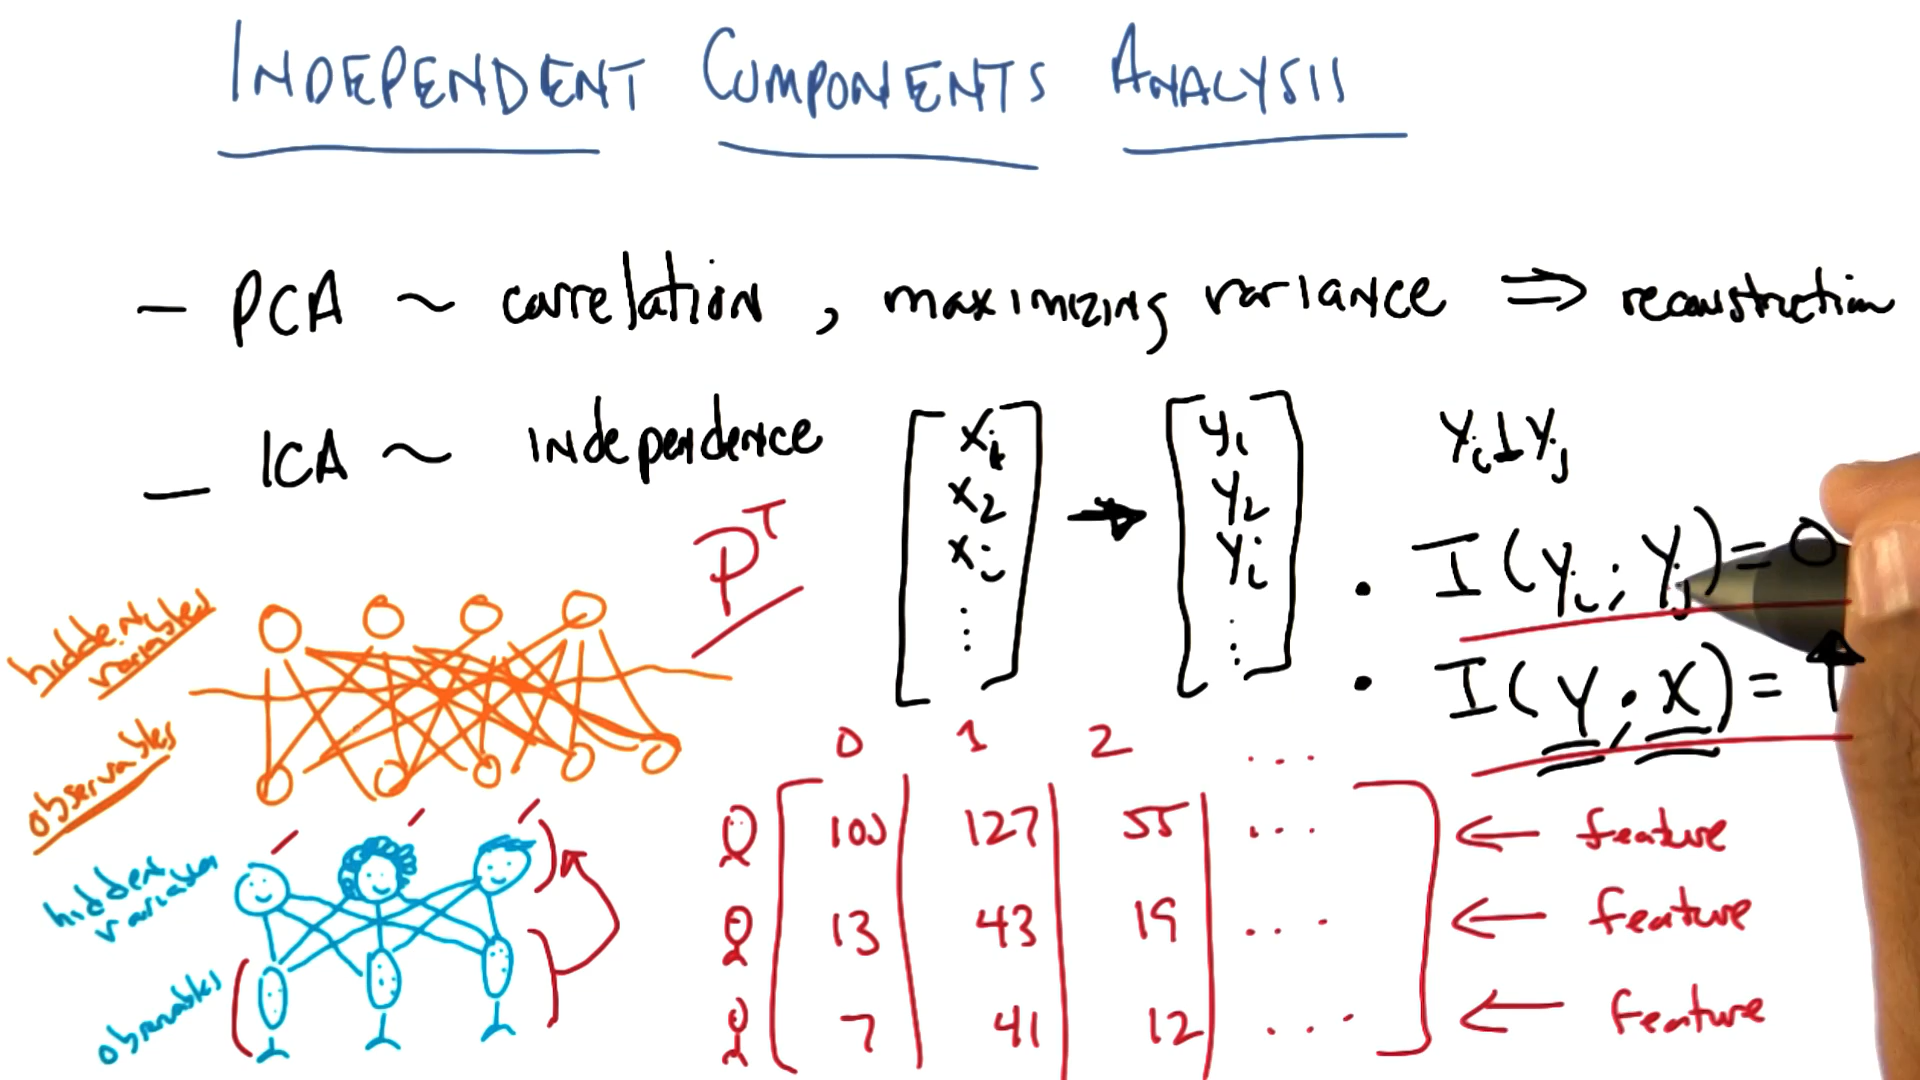 INDEPENDENT COMPONENTS ANALYSIS
- PCA ~ correlation, maximizing variance ⇒ reconstruction
- ICA ~ independence
x₁
x₂
xᵢ
⋮
→
y₁
y₂
yᵢ
⋮
yᵢ ⊥ yⱼ
• I(yᵢ; yⱼ) = 0
• I(y; x) = ↑
Pᵀ
hidden variables
observables
hidden variables
observables
0 1 2 ...
100 127 55 ... ← feature
13 43 19 ... ← feature
7 41 12 ... ← feature